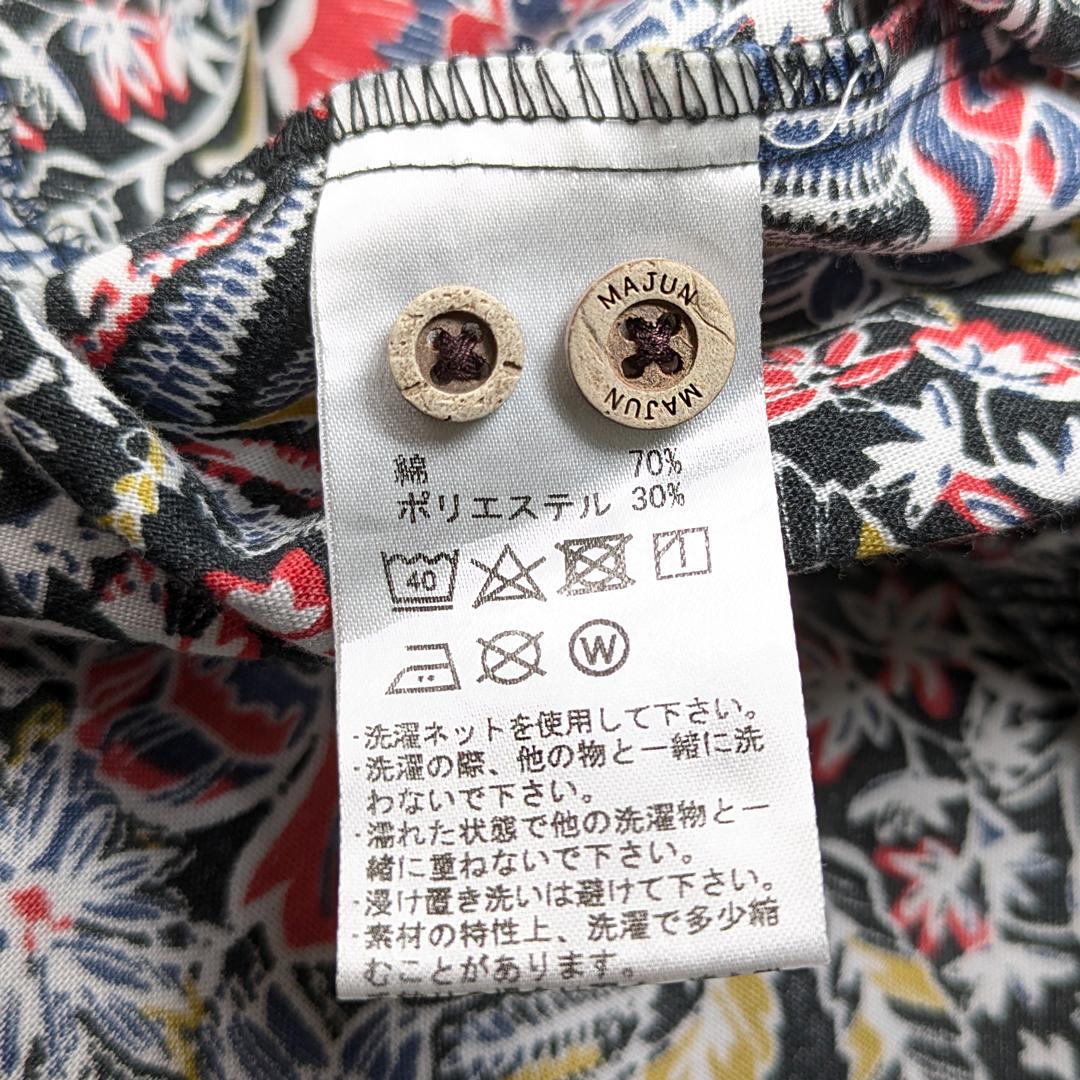 MAJUN
MAJUN
綿 70%
ポリエステル 30%
40
W
・洗濯ネットを使用して下さい。
・洗濯の際、他の物と一緒に洗
わないで下さい。
・濡れた状態で他の洗濯物と一
緒に重ねないで下さい。
・浸け置き洗いは避けて下さい。
・素材の特性上、洗濯で多少縮
むことがあります。